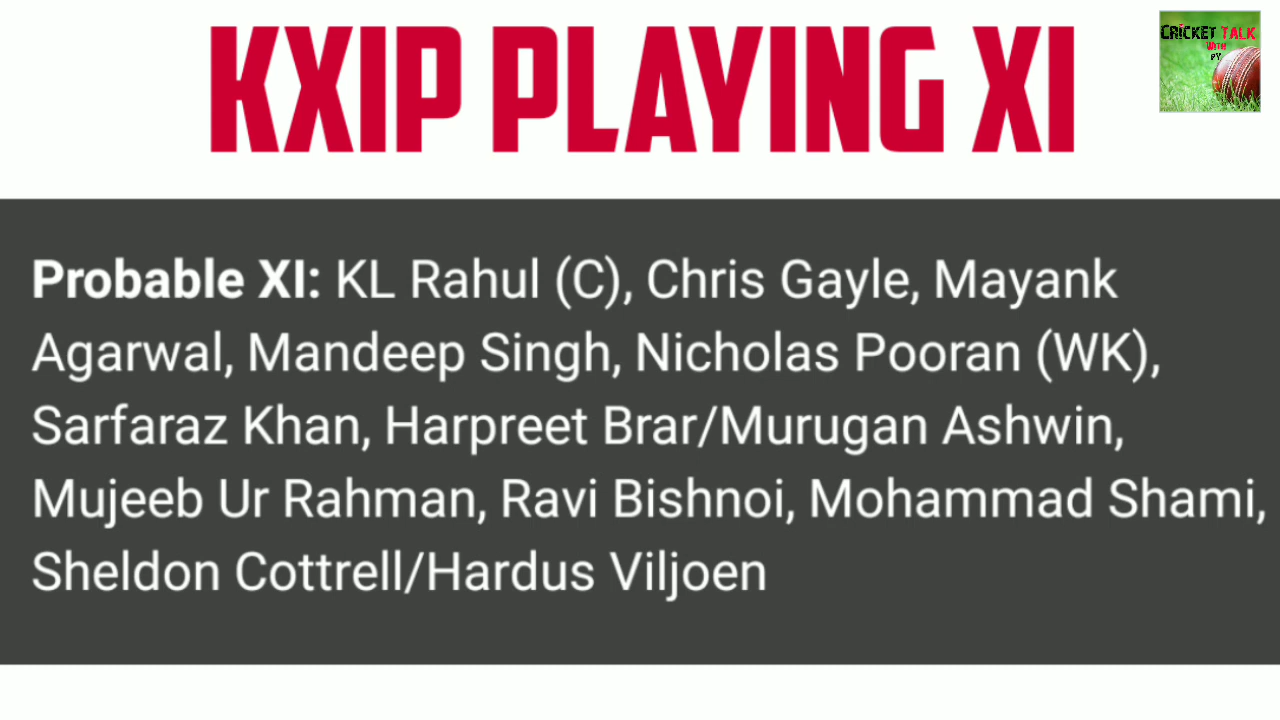 KXIP PLAYING XI
CRICKET TALK
WITH
PY
Probable XI: KL Rahul (C), Chris Gayle, Mayank
Agarwal, Mandeep Singh, Nicholas Pooran (WK),
Sarfaraz Khan, Harpreet Brar/Murugan Ashwin,
Mujeeb Ur Rahman, Ravi Bishnoi, Mohammad Shami,
Sheldon Cottrell/Hardus Viljoen